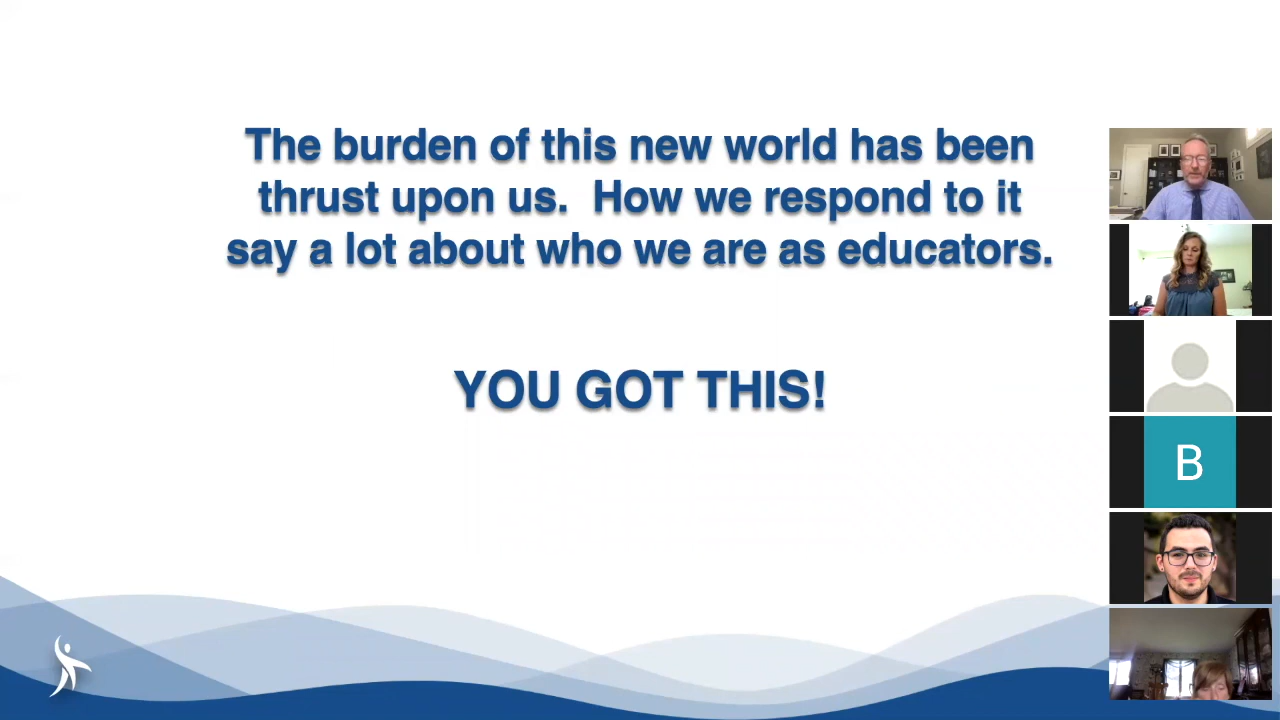 The burden of this new world has been
thrust upon us.  How we respond to it
say a lot about who we are as educators.
YOU GOT THIS!
B